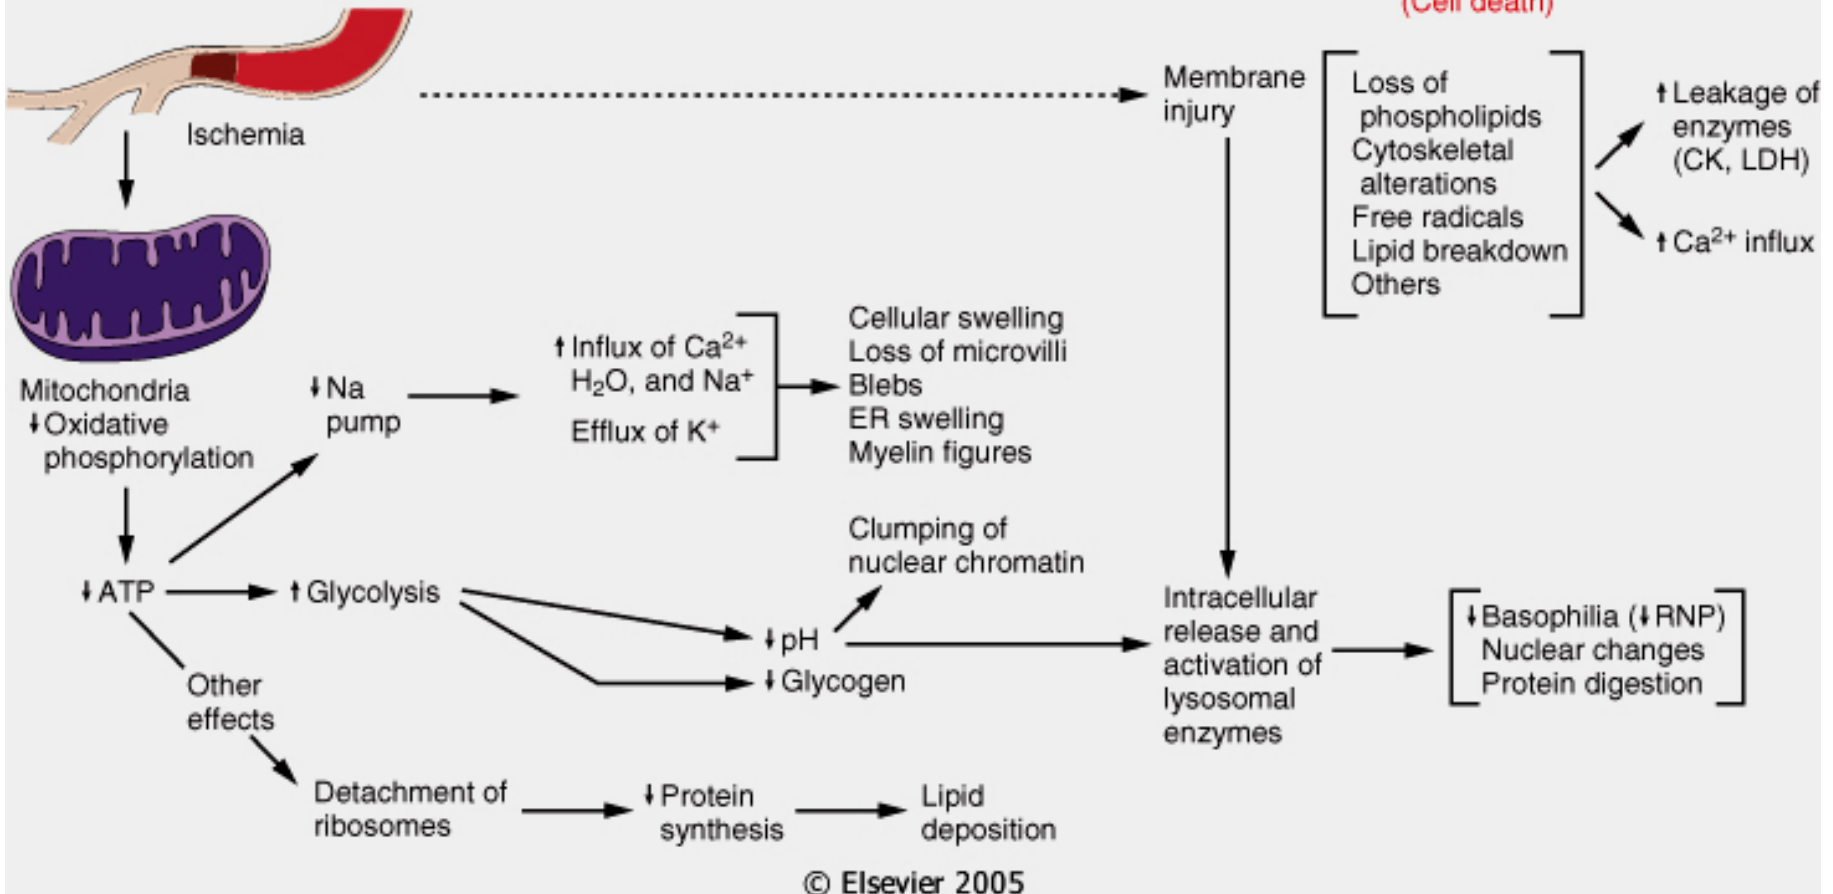 (Cell death)
Ischemia
Membrane
injury
Loss of
phospholipids
Cytoskeletal
alterations
Free radicals
Lipid breakdown
Others
↑ Leakage of
enzymes
(CK, LDH)
↑ Ca²⁺ influx
Mitochondria
↓ Oxidative
phosphorylation
↓ Na
pump
↑ Influx of Ca²⁺
H₂O, and Na⁺
Efflux of K⁺
Cellular swelling
Loss of microvilli
Blebs
ER swelling
Myelin figures
↓ ATP
↑ Glycolysis
Clumping of
nuclear chromatin
↓ pH
↓ Glycogen
Intracellular
release and
activation of
lysosomal
enzymes
↓ Basophilia (↓ RNP)
Nuclear changes
Protein digestion
Other
effects
Detachment of
ribosomes
↓ Protein
synthesis
Lipid
deposition
© Elsevier 2005